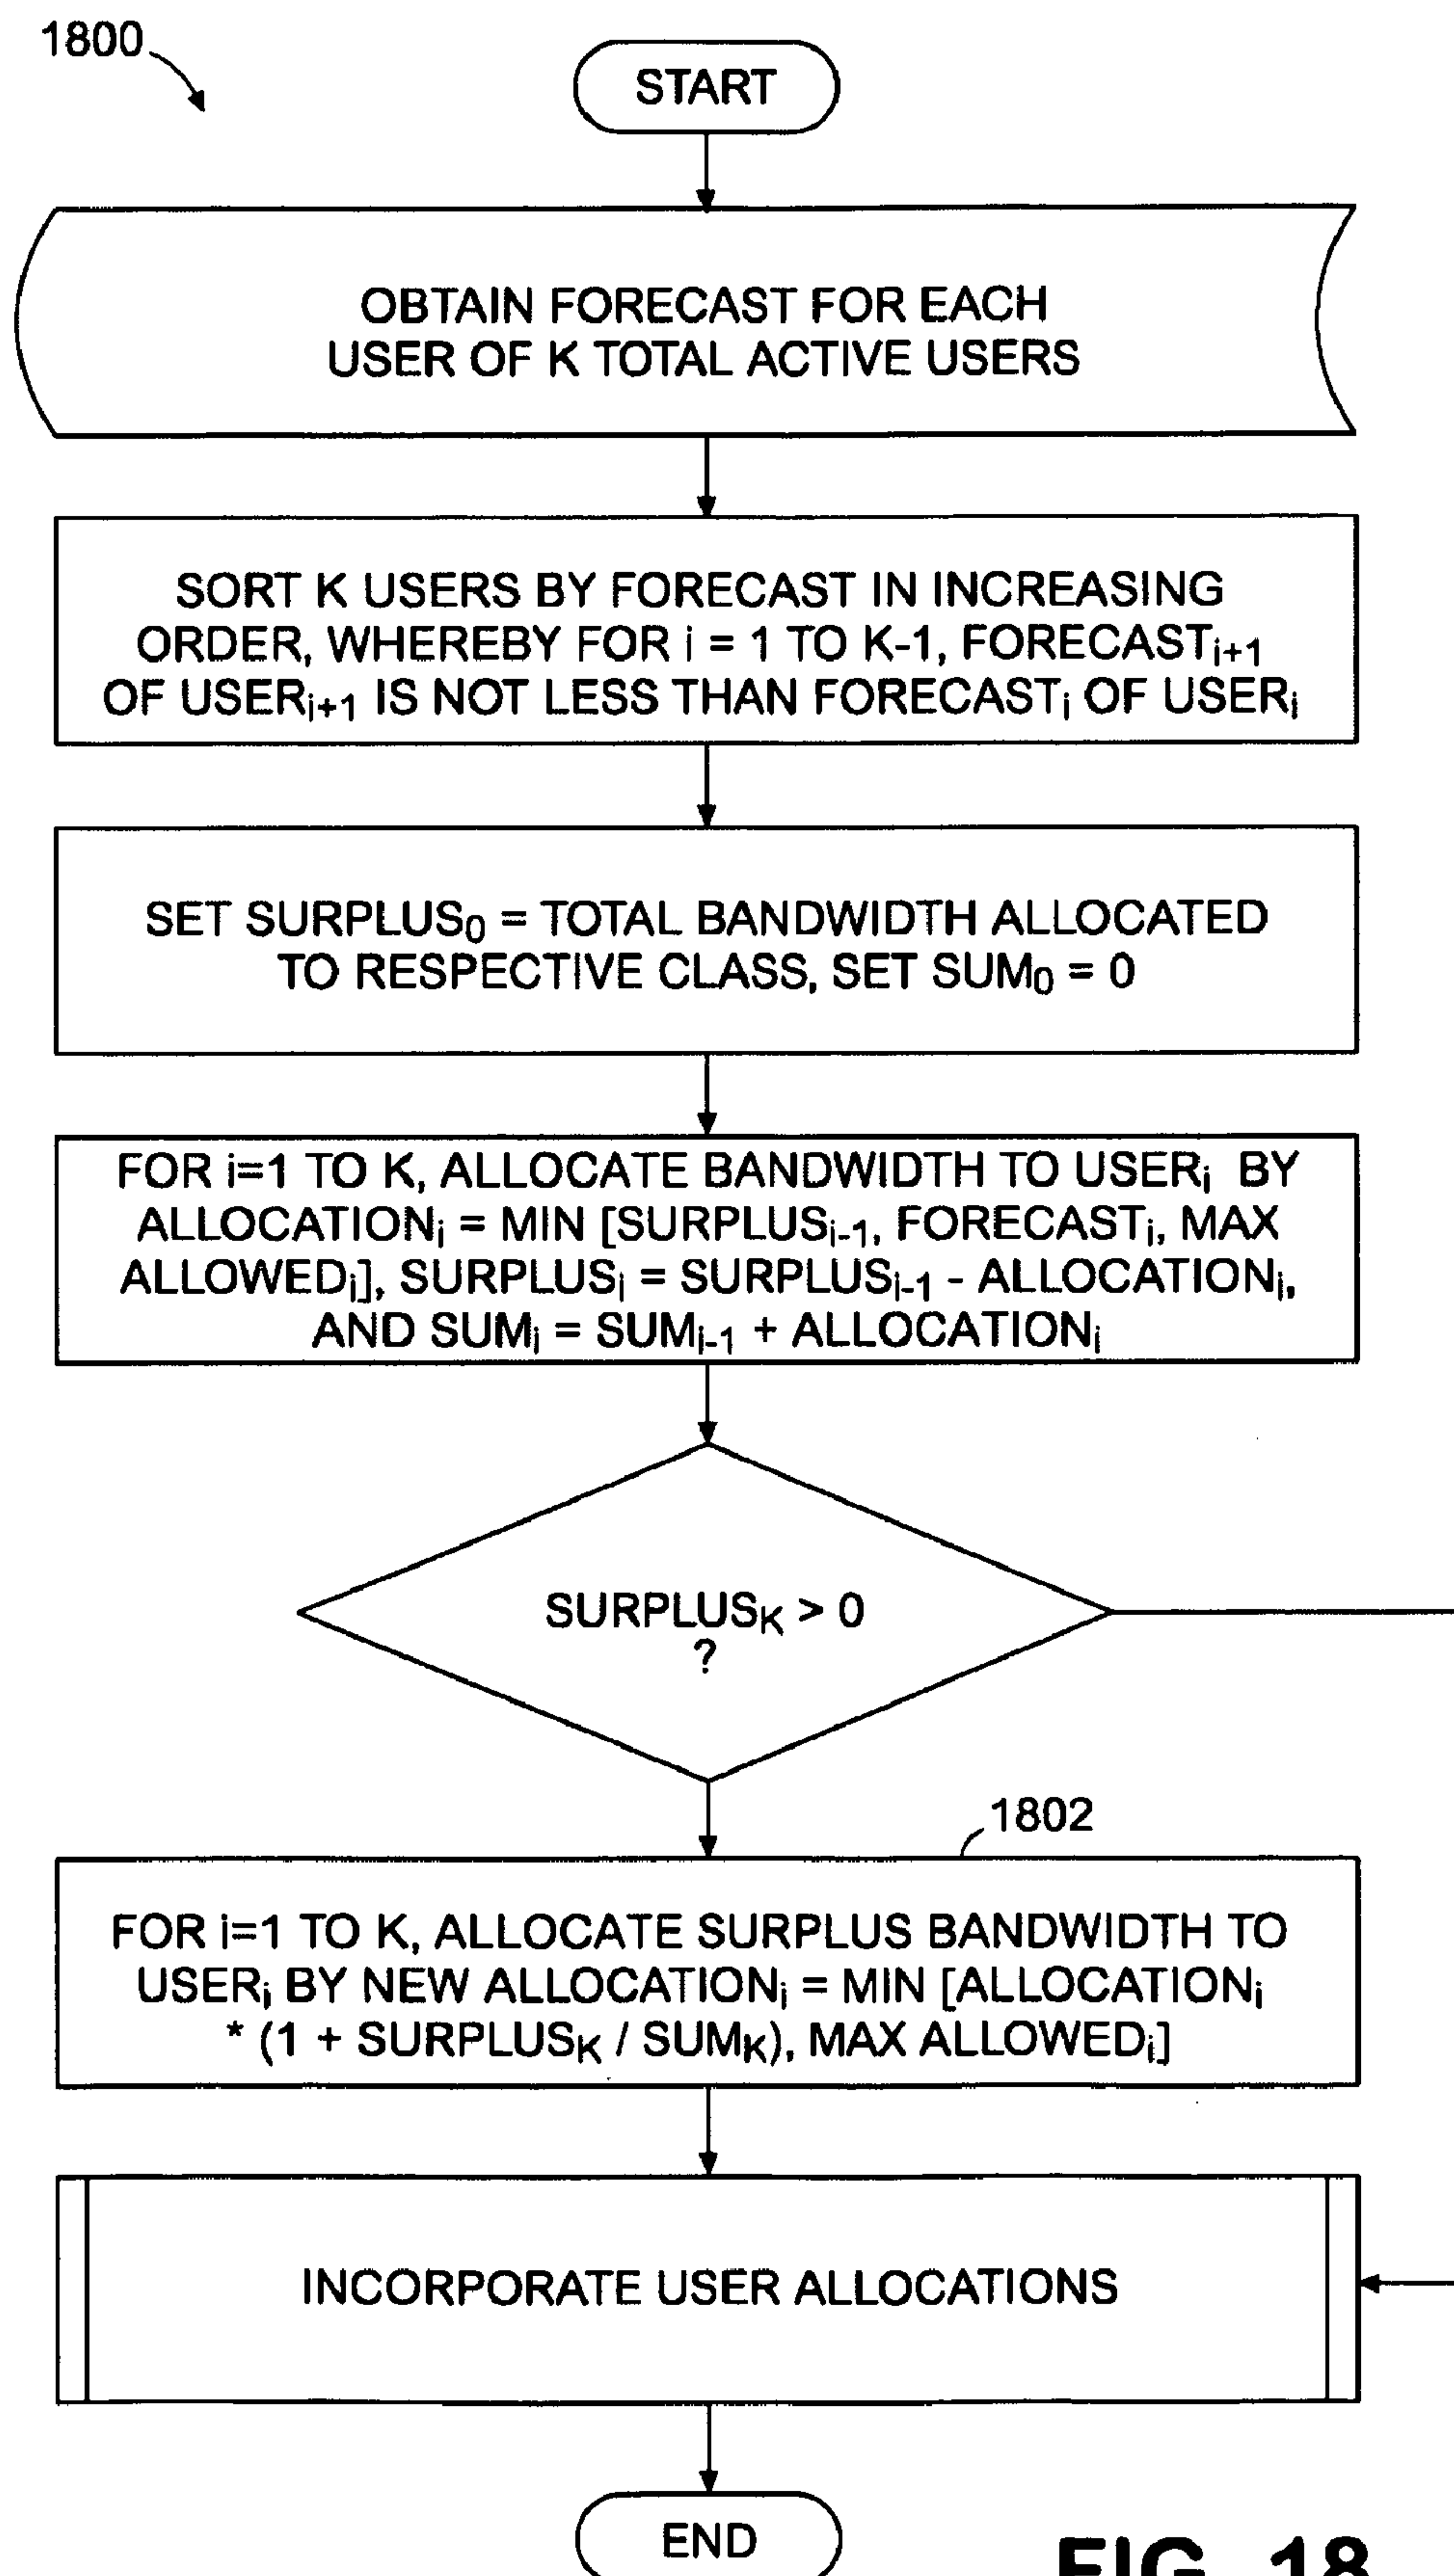 1800
START
OBTAIN FORECAST FOR EACH
USER OF K TOTAL ACTIVE USERS
SORT K USERS BY FORECAST IN INCREASING
ORDER, WHEREBY FOR i = 1 TO K-1, FORECASTi+1
OF USERi+1 IS NOT LESS THAN FORECASTi OF USERi
SET SURPLUS0 = TOTAL BANDWIDTH ALLOCATED
TO RESPECTIVE CLASS, SET SUM0 = 0
FOR i=1 TO K, ALLOCATE BANDWIDTH TO USERi BY
ALLOCATIONi = MIN [SURPLUSi-1, FORECASTi, MAX
ALLOWEDi], SURPLUSi = SURPLUSi-1 - ALLOCATIONi,
AND SUMi = SUMi-1 + ALLOCATIONi
SURPLUSK > 0
?
1802
FOR i=1 TO K, ALLOCATE SURPLUS BANDWIDTH TO
USERi BY NEW ALLOCATIONi = MIN [ALLOCATIONi
* (1 + SURPLUSK / SUMK), MAX ALLOWEDi]
INCORPORATE USER ALLOCATIONS
END
FIG. 18